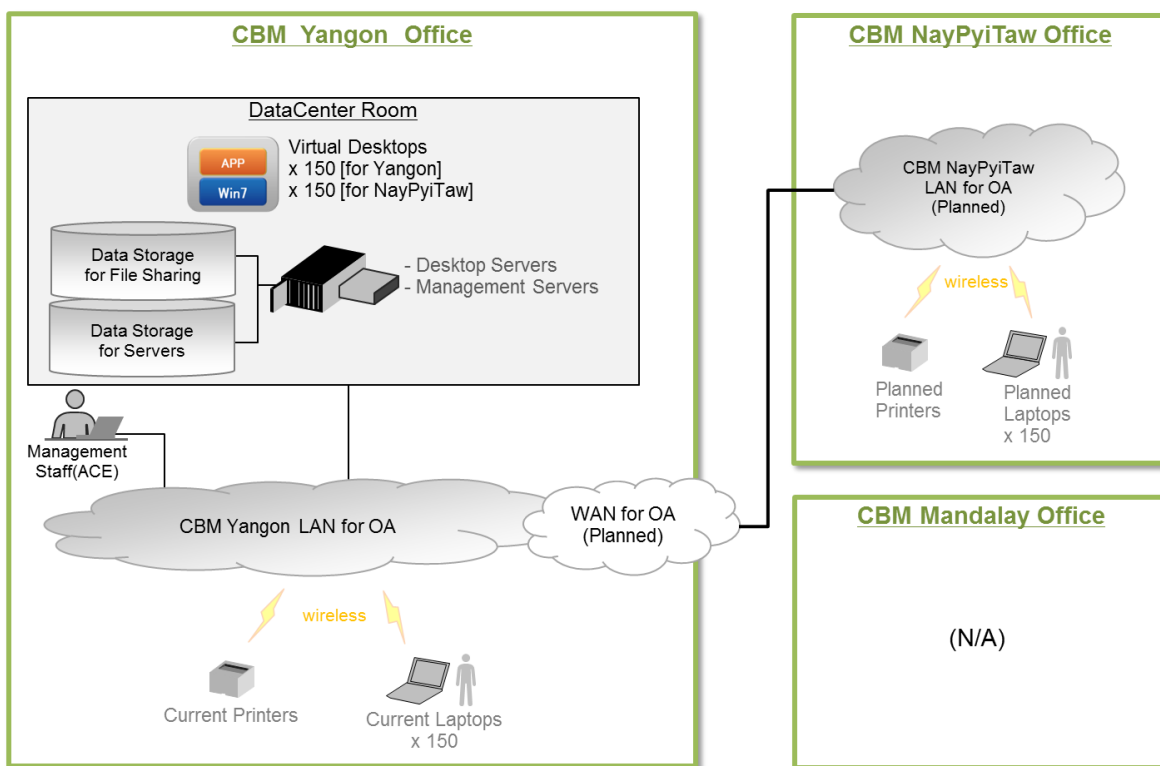 CBM Yangon Office
DataCenter Room
APP
Win7
Virtual Desktops
x 150 [for Yangon]
x 150 [for NayPyiTaw]
Data Storage
for File Sharing
Data Storage
for Servers
- Desktop Servers
- Management Servers
Management
Staff(ACE)
CBM Yangon LAN for OA
WAN for OA
(Planned)
wireless
Current Printers
Current Laptops
x 150
CBM NayPyiTaw Office
CBM NayPyiTaw
LAN for OA
(Planned)
wireless
Planned
Printers
Planned
Laptops
x 150
CBM Mandalay Office
(N/A)